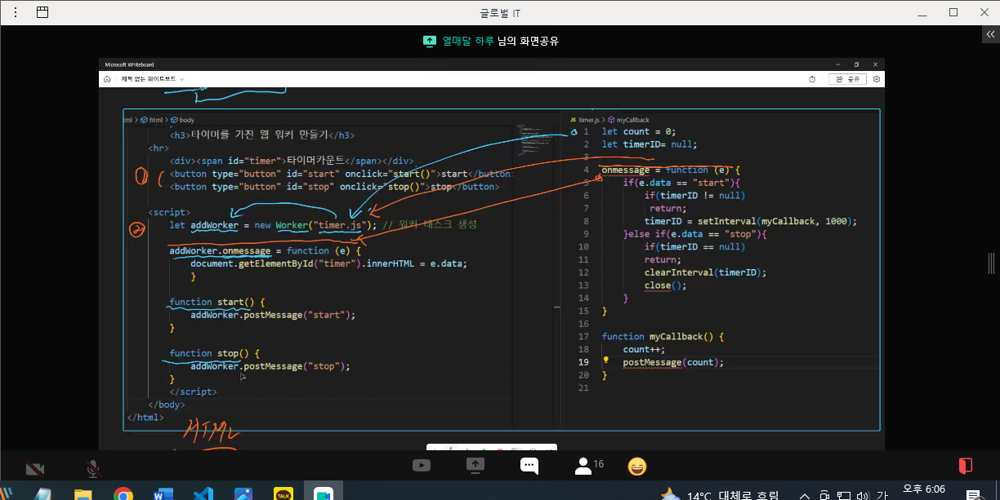 글로벌 IT
열매달 하루 님의 화면공유
Microsoft Whiteboard
제목 없는 화이트보드
공유
tml > html > body
<h3>타이머를 가진 웹 워커 만들기</h3>
<hr>
<div><span id="timer">타이머카운트</span></div>
① <button type="button" id="start" onclick="start()">start</button>
<button type="button" id="stop" onclick="stop()">stop</button>
<script>
② let addWorker = new Worker("timer.js"); // 워커 태스크 생성
addWorker.onmessage = function (e) {
document.getElementById("timer").innerHTML = e.data;
}
function start() {
addWorker.postMessage("start");
}
function stop() {
addWorker.postMessage("stop");
}
</script>
</body>
</html>
HTML
JS timer.js > myCallback
1 let count = 0;
2 let timerID= null;
3
4 onmessage = function (e) {
5 if(e.data == "start"){
6 if(timerID != null)
7 return;
8 timerID = setInterval(myCallback, 1000);
9 }else if(e.data == "stop"){
10 if(timerID == null)
11 return;
12 clearInterval(timerID);
13 close();
14 }
15 }
16
17 function myCallback() {
18 count++;
19 postMessage(count);
20 }
21
16
TALK
14°C 대체로 흐림
가
오후 6:06